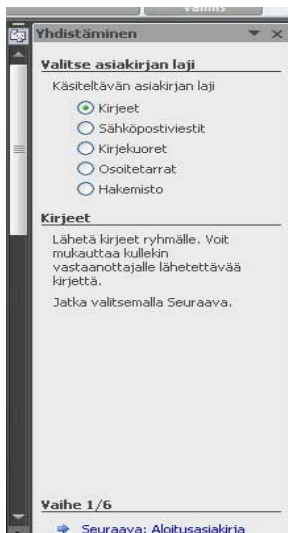 Valmis
Yhdistäminen
Valitse asiakirjan laji
Käsiteltävän asiakirjan laji
Kirjeet
Sähköpostiviestit
Kirjekuoret
Osoitetarrat
Hakemisto
Kirjeet
Lähetä kirjeet ryhmälle. Voit
mukauttaa kullekin
vastaanottajalle lähetettävää
kirjettä.
Jatka valitsemalla Seuraava.
Vaihe 1/6
Seuraava: Aloitusasiakirja